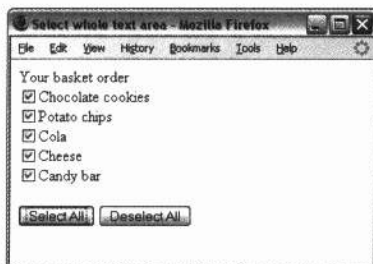 Select whole text area - Mozilla Firefox
File Edit View History Bookmarks Tools Help
Your basket order
Chocolate cookies
Potato chips
Cola
Cheese
Candy bar
Select All Deselect All